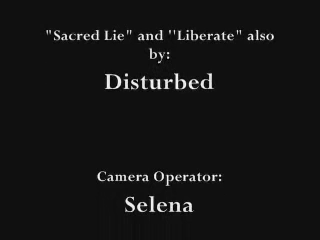 "Sacred Lie" and "Liberate" also
by:
Disturbed
Camera Operator:
Selena